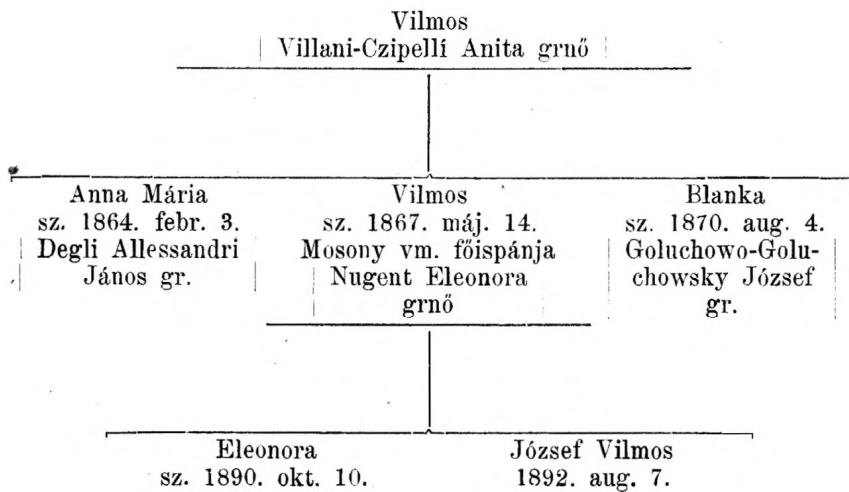 Vilmos
Villani-Czipellí Anita grnő
Anna Mária
sz. 1864. febr. 3.
Degli Allessandri
János gr.
Vilmos
sz. 1867. máj. 14.
Mosony vm. főispánja
Nugent Eleonora
grnő
Blanka
sz. 1870. aug. 4.
Goluchowo-Golu-
chowsky József
gr.
Eleonora
sz. 1890. okt. 10.
József Vilmos
1892. aug. 7.